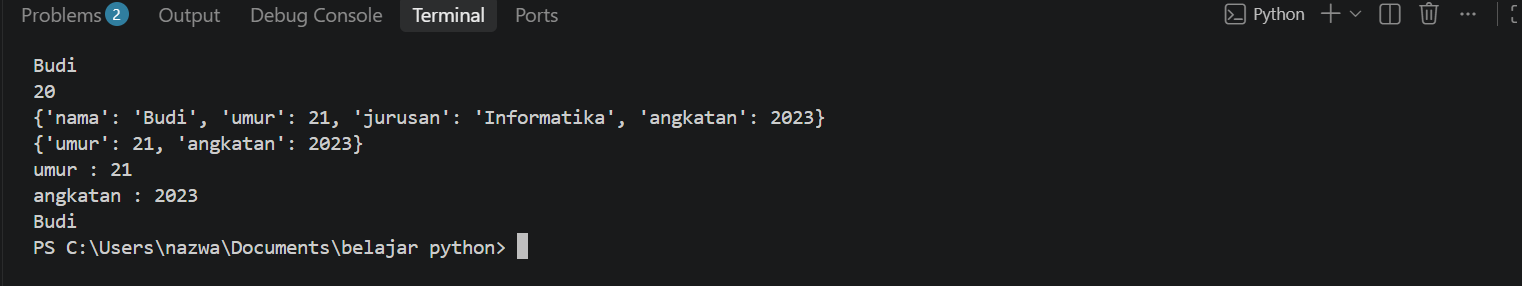 Problems 2 Output Debug Console Terminal Ports Python
Budi
20
{'nama': 'Budi', 'umur': 21, 'jurusan': 'Informatika', 'angkatan': 2023}
{'umur': 21, 'angkatan': 2023}
umur : 21
angkatan : 2023
Budi
PS C:\Users\nazwa\Documents\belajar python>